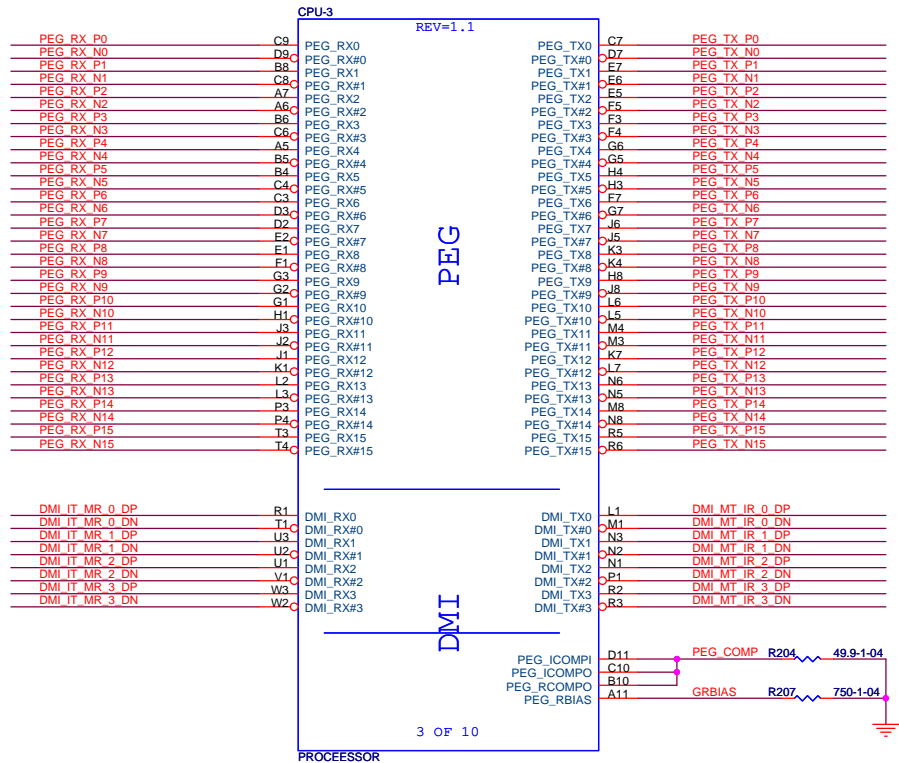 CPU-3
REV=1.1
PEG_RX_P0 C9 PEG_RX0 PEG_TX0 C7 PEG_TX_P0
PEG_RX_N0 D9 PEG_RX#0 PEG_TX#0 D7 PEG_TX_N0
PEG_RX_P1 B8 PEG_RX1 PEG_TX1 E7 PEG_TX_P1
PEG_RX_N1 C8 PEG_RX#1 PEG_TX#1 E6 PEG_TX_N1
PEG_RX_P2 A7 PEG_RX2 PEG_TX2 E5 PEG_TX_P2
PEG_RX_N2 A6 PEG_RX#2 PEG_TX#2 F5 PEG_TX_N2
PEG_RX_P3 B6 PEG_RX3 PEG_TX3 F3 PEG_TX_P3
PEG_RX_N3 C6 PEG_RX#3 PEG_TX#3 F4 PEG_TX_N3
PEG_RX_P4 A5 PEG_RX4 PEG_TX4 G6 PEG_TX_P4
PEG_RX_N4 B5 PEG_RX#4 PEG_TX#4 G5 PEG_TX_N4
PEG_RX_P5 B4 PEG_RX5 PEG_TX5 H4 PEG_TX_P5
PEG_RX_N5 C4 PEG_RX#5 PEG_TX#5 H3 PEG_TX_N5
PEG_RX_P6 C3 PEG_RX6 PEG_TX6 F7 PEG_TX_P6
PEG_RX_N6 D3 PEG_RX#6 PEG_TX#6 G7 PEG_TX_N6
PEG_RX_P7 D2 PEG_RX7 PEG_TX7 J6 PEG_TX_P7
PEG_RX_N7 E2 PEG_RX#7 PEG_TX#7 J5 PEG_TX_N7
PEG_RX_P8 E1 PEG_RX8 PEG_TX8 K3 PEG_TX_P8
PEG_RX_N8 F1 PEG_RX#8 PEG_TX#8 K4 PEG_TX_N8
PEG_RX_P9 G3 PEG_RX9 PEG_TX9 H8 PEG_TX_P9
PEG_RX_N9 G2 PEG_RX#9 PEG_TX#9 J8 PEG_TX_N9
PEG_RX_P10 G1 PEG_RX10 PEG_TX10 L6 PEG_TX_P10
PEG_RX_N10 H1 PEG_RX#10 PEG_TX#10 L5 PEG_TX_N10
PEG_RX_P11 J3 PEG_RX11 PEG_TX11 M4 PEG_TX_P11
PEG_RX_N11 J2 PEG_RX#11 PEG_TX#11 M3 PEG_TX_N11
PEG_RX_P12 J1 PEG_RX12 PEG_TX12 K7 PEG_TX_P12
PEG_RX_N12 K1 PEG_RX#12 PEG_TX#12 L7 PEG_TX_N12
PEG_RX_P13 L2 PEG_RX13 PEG_TX13 N6 PEG_TX_P13
PEG_RX_N13 L3 PEG_RX#13 PEG_TX#13 N5 PEG_TX_N13
PEG_RX_P14 P3 PEG_RX14 PEG_TX14 M8 PEG_TX_P14
PEG_RX_N14 P4 PEG_RX#14 PEG_TX#14 N8 PEG_TX_N14
PEG_RX_P15 T3 PEG_RX15 PEG_TX15 R5 PEG_TX_P15
PEG_RX_N15 T4 PEG_RX#15 PEG_TX#15 R6 PEG_TX_N15
PEG
DMI_IT_MR_0_DP R1 DMI_RX0 DMI_TX0 L1 DMI_MT_IR_0_DP
DMI_IT_MR_0_DN T1 DMI_RX#0 DMI_TX#0 M1 DMI_MT_IR_0_DN
DMI_IT_MR_1_DP U3 DMI_RX1 DMI_TX1 N3 DMI_MT_IR_1_DP
DMI_IT_MR_1_DN U2 DMI_RX#1 DMI_TX#1 N2 DMI_MT_IR_1_DN
DMI_IT_MR_2_DP U1 DMI_RX2 DMI_TX2 N1 DMI_MT_IR_2_DP
DMI_IT_MR_2_DN V1 DMI_RX#2 DMI_TX#2 P1 DMI_MT_IR_2_DN
DMI_IT_MR_3_DP W3 DMI_RX3 DMI_TX3 R2 DMI_MT_IR_3_DP
DMI_IT_MR_3_DN W2 DMI_RX#3 DMI_TX#3 R3 DMI_MT_IR_3_DN
DMI
PEG_ICOMPI D11 PEG_COMP R204 49.9-1-04
PEG_ICOMPO C10
PEG_RCOMPO B10
PEG_RBIAS A11 GRBIAS R207 750-1-04
3 OF 10
PROCEESSOR